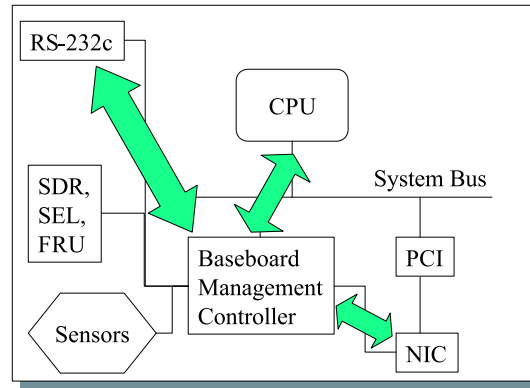 RS-232c
CPU
System Bus
SDR,
SEL,
FRU
Baseboard
Management
Controller
PCI
Sensors
NIC